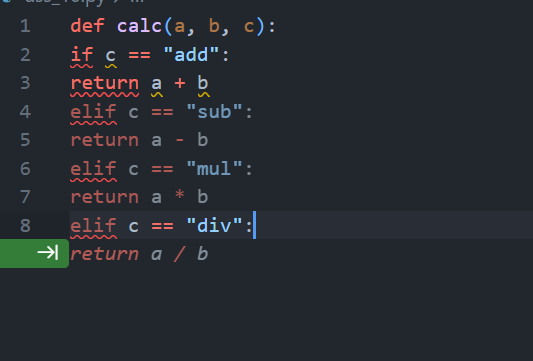 1 def calc(a, b, c):
2 if c == "add":
3 return a + b
4 elif c == "sub":
5 return a - b
6 elif c == "mul":
7 return a * b
8 elif c == "div":
return a / b